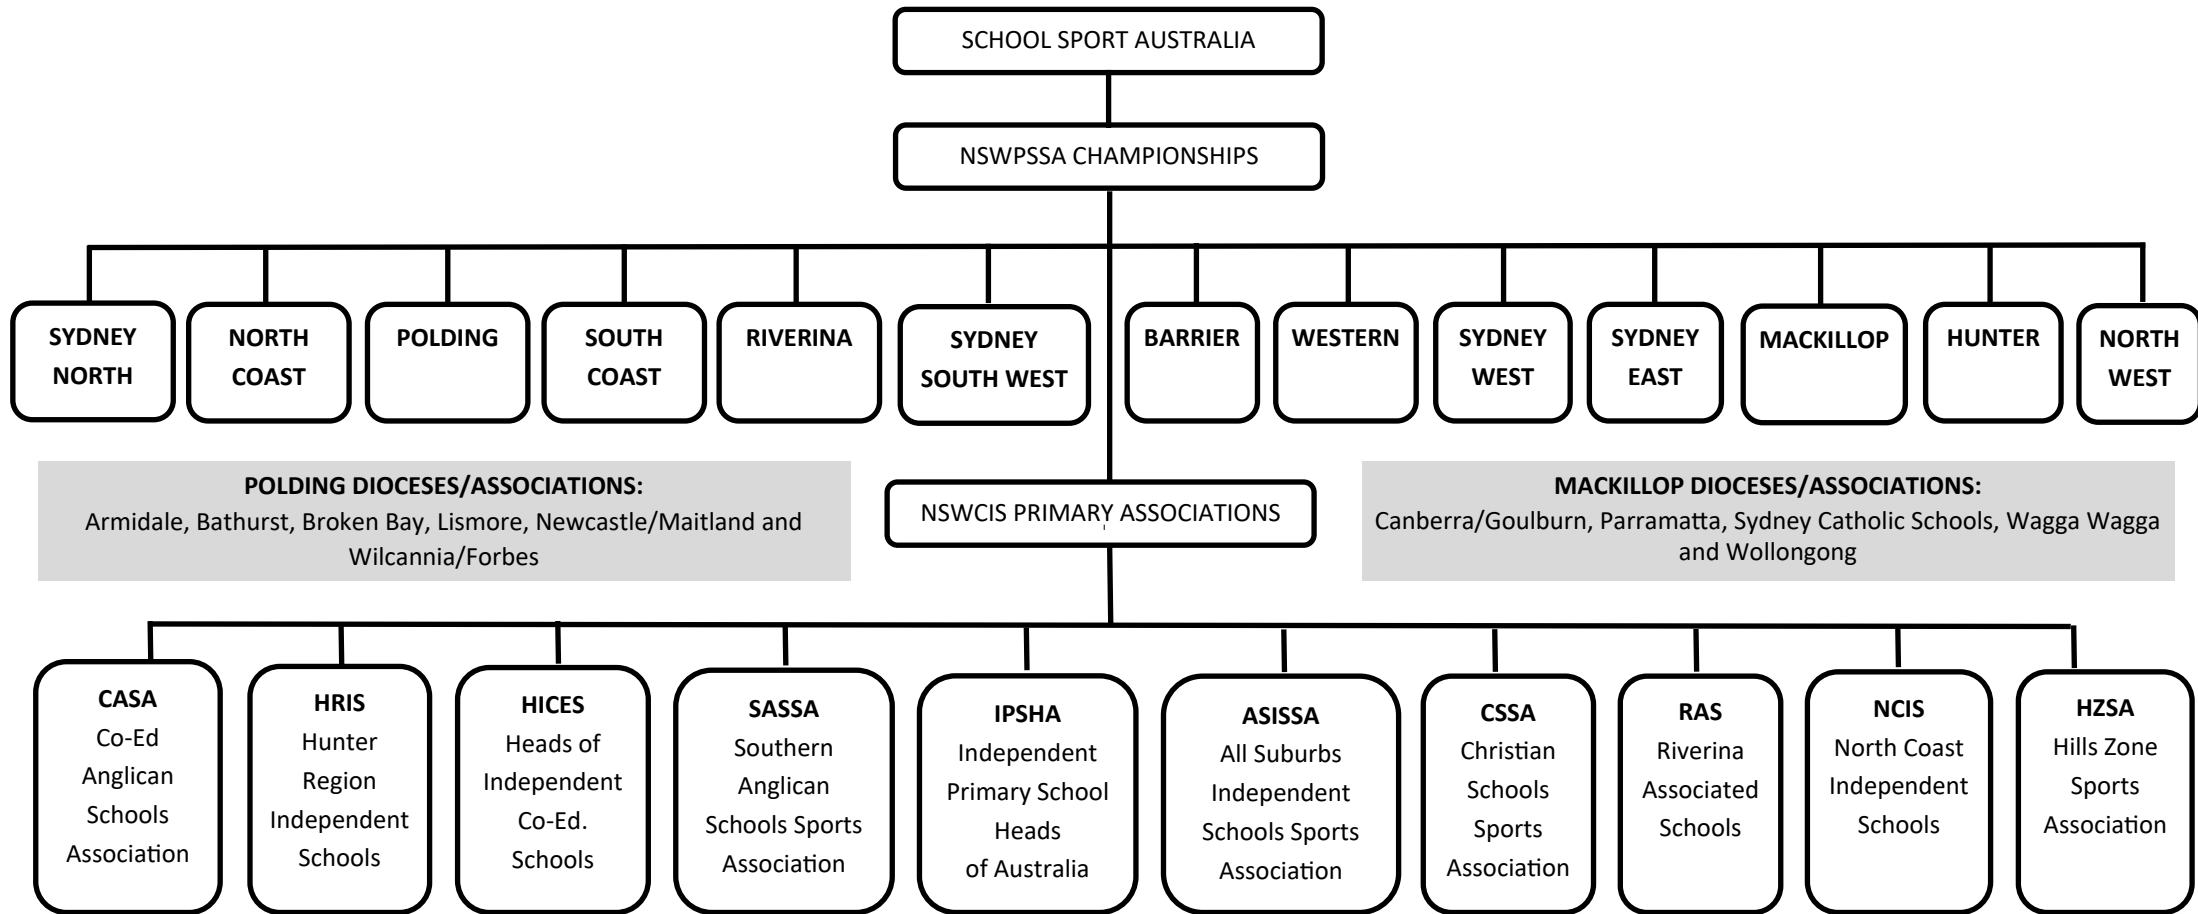 SCHOOL SPORT AUSTRALIA
NSWPSSA CHAMPIONSHIPS
SYDNEY
NORTH
NORTH
COAST
POLDING
SOUTH
COAST
RIVERINA
SYDNEY
SOUTH WEST
BARRIER
WESTERN
SYDNEY
WEST
SYDNEY
EAST
MACKILLOP
HUNTER
NORTH
WEST
POLDING DIOCESES/ASSOCIATIONS:
Armidale, Bathurst, Broken Bay, Lismore, Newcastle/Maitland and
Wilcannia/Forbes
NSWCIS PRIMARY ASSOCIATIONS
MACKILLOP DIOCESES/ASSOCIATIONS:
Canberra/Goulburn, Parramatta, Sydney Catholic Schools, Wagga Wagga
and Wollongong
CASA
Co-Ed
Anglican
Schools
Association
HRIS
Hunter
Region
Independent
Schools
HICES
Heads of
Independent
Co-Ed.
Schools
SASSA
Southern
Anglican
Schools Sports
Association
IPSHA
Independent
Primary School
Heads
of Australia
ASISSA
All Suburbs
Independent
Schools Sports
Association
CSSA
Christian
Schools
Sports
Association
RAS
Riverina
Associated
Schools
NCIS
North Coast
Independent
Schools
HZSA
Hills Zone
Sports
Association